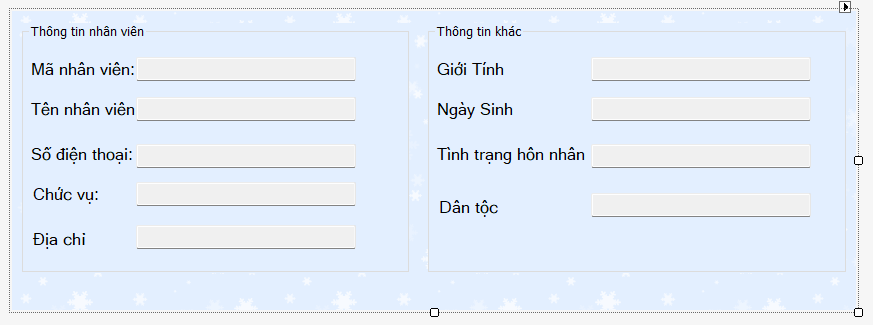 Thông tin nhân viên
Mã nhân viên:
Tên nhân viên
Số điện thoại:
Chức vụ:
Địa chỉ
Thông tin khác
Giới Tính
Ngày Sinh
Tình trạng hôn nhân
Dân tộc